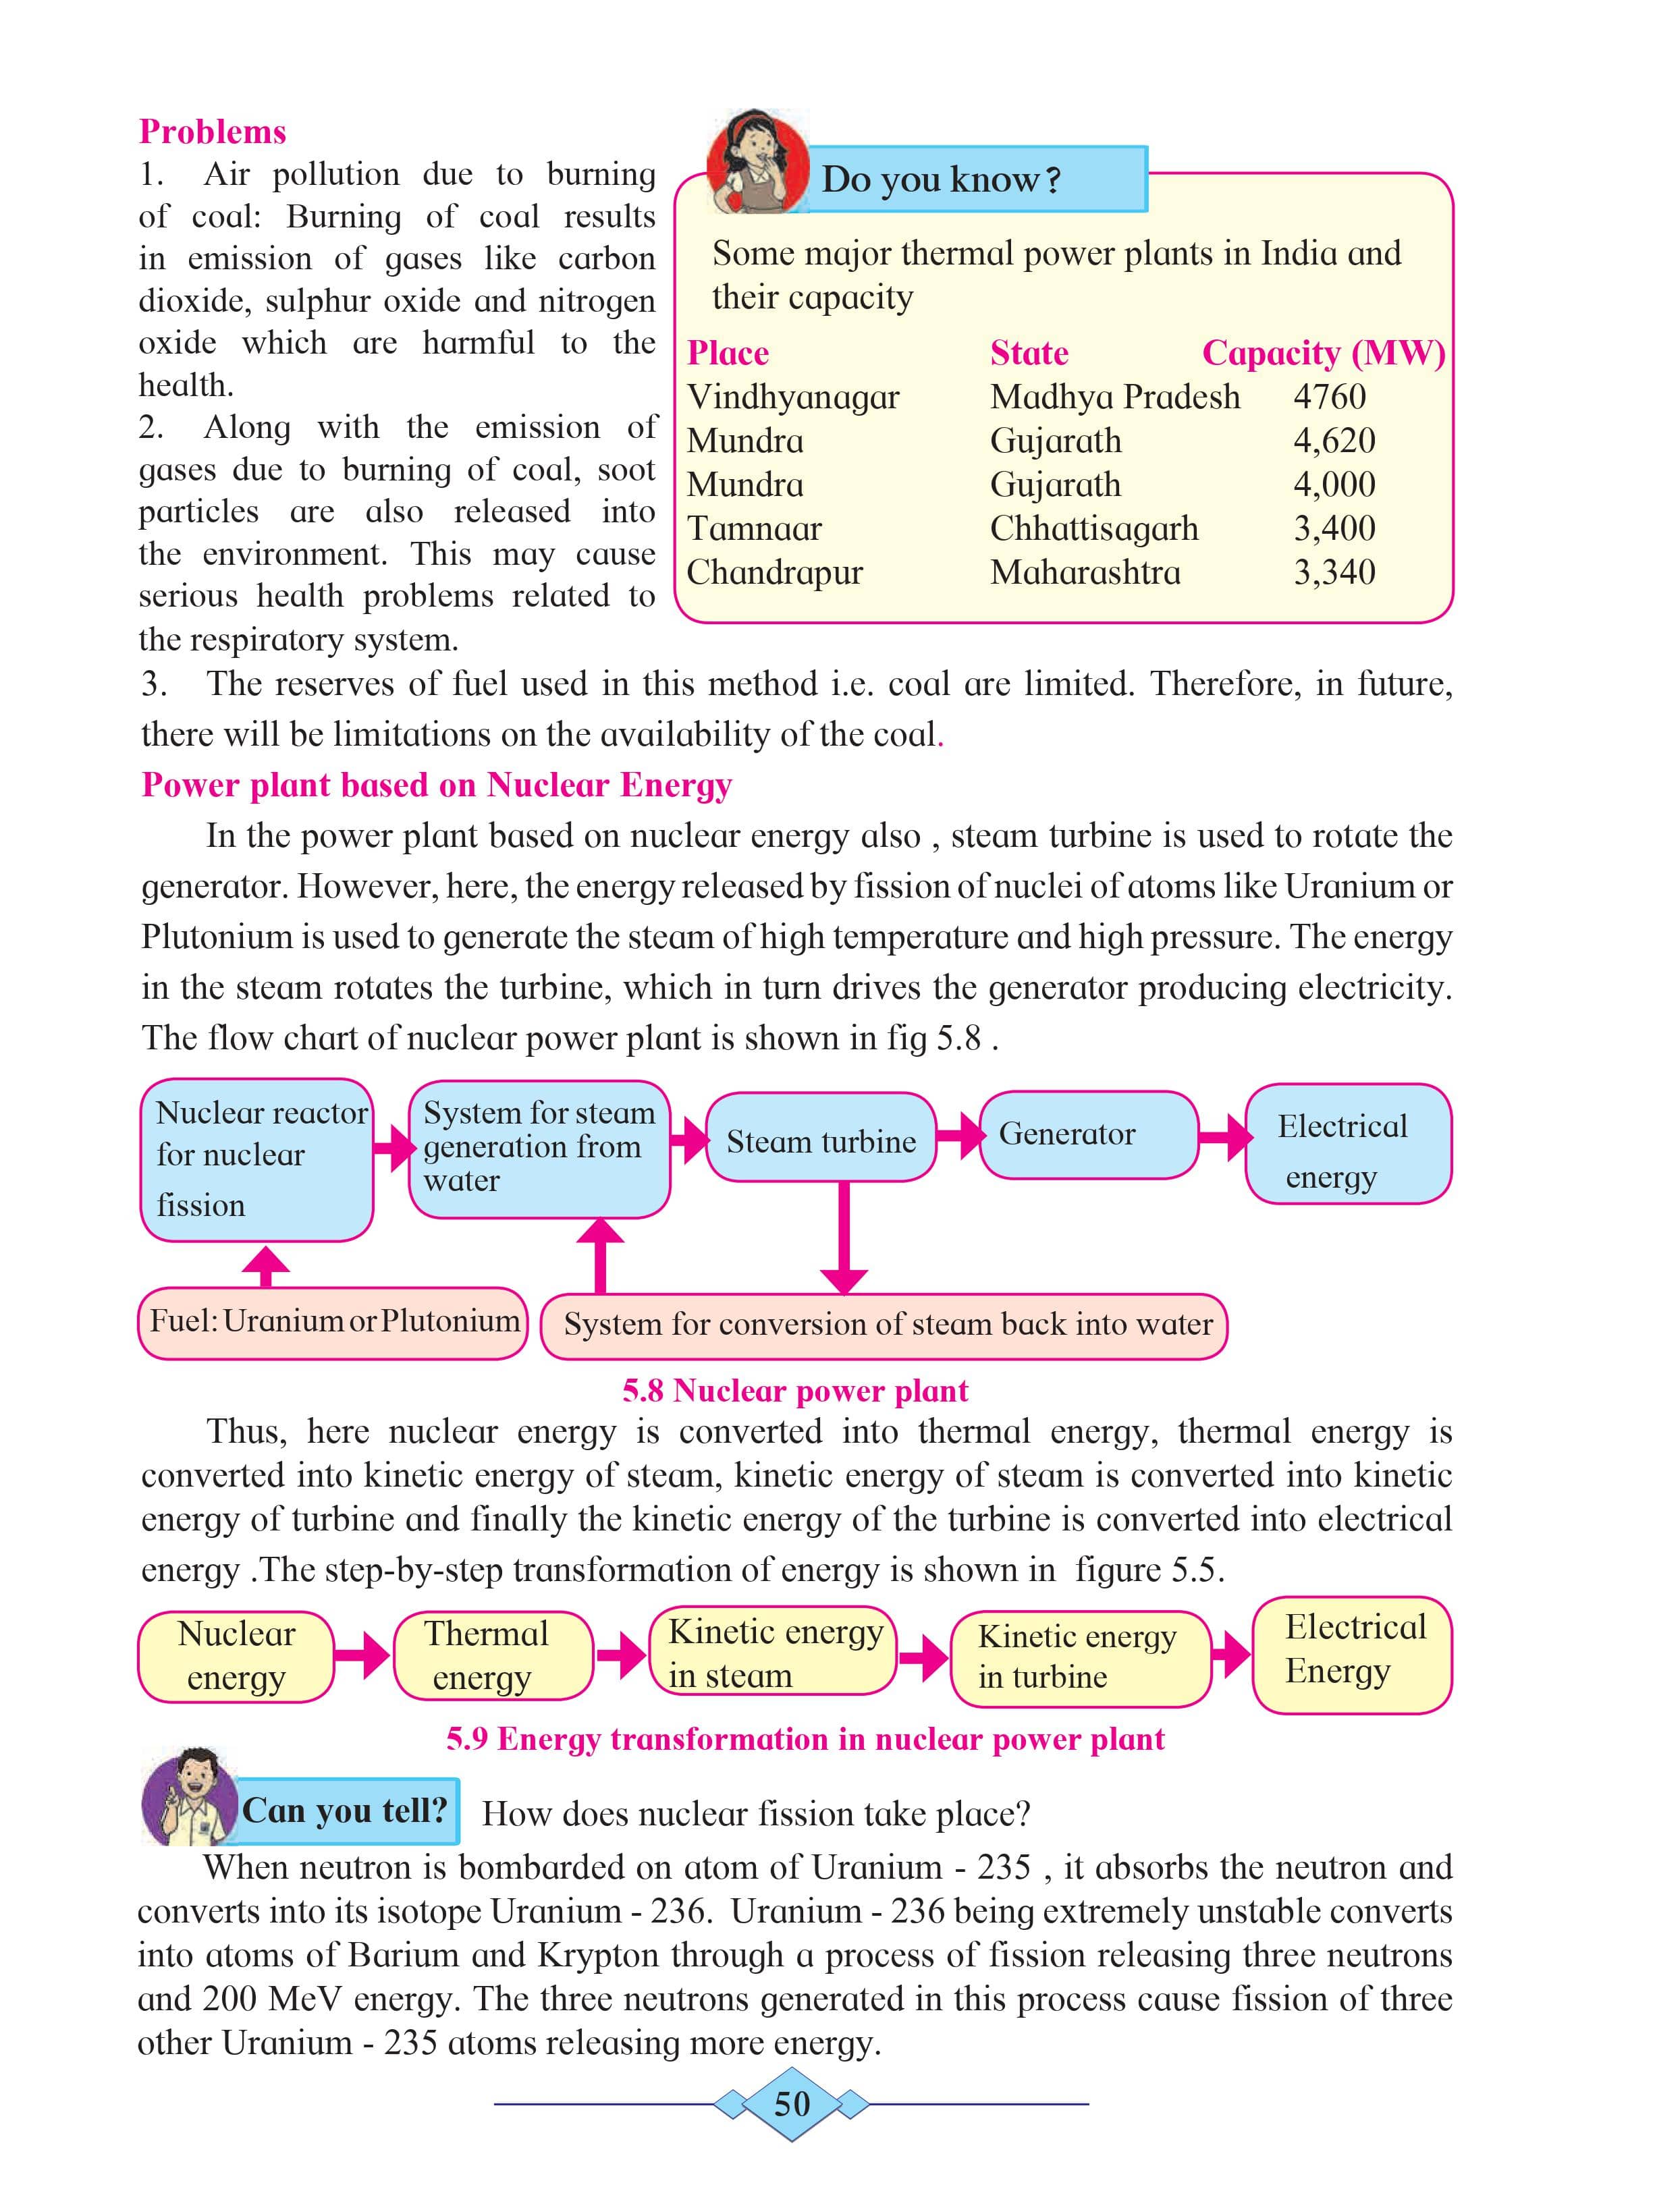 Problems
1. Air pollution due to burning
of coal: Burning of coal results
in emission of gases like carbon
dioxide, sulphur oxide and nitrogen
oxide which are harmful to the
health.
2. Along with the emission of
gases due to burning of coal, soot
particles are also released into
the environment. This may cause
serious health problems related to
the respiratory system.
Do you know?
Some major thermal power plants in India and
their capacity
Place State Capacity (MW)
Vindhyanagar Madhya Pradesh 4760
Mundra Gujarath 4,620
Mundra Gujarath 4,000
Tamnaar Chhattisagarh 3,400
Chandrapur Maharashtra 3,340
3. The reserves of fuel used in this method i.e. coal are limited. Therefore, in future,
there will be limitations on the availability of the coal.
Power plant based on Nuclear Energy
In the power plant based on nuclear energy also , steam turbine is used to rotate the
generator. However, here, the energy released by fission of nuclei of atoms like Uranium or
Plutonium is used to generate the steam of high temperature and high pressure. The energy
in the steam rotates the turbine, which in turn drives the generator producing electricity.
The flow chart of nuclear power plant is shown in fig 5.8 .
Nuclear reactor
for nuclear
fission
System for steam
generation from
water
Steam turbine
Generator
Electrical
energy
Fuel: Uranium or Plutonium
System for conversion of steam back into water
5.8 Nuclear power plant
Thus, here nuclear energy is converted into thermal energy, thermal energy is
converted into kinetic energy of steam, kinetic energy of steam is converted into kinetic
energy of turbine and finally the kinetic energy of the turbine is converted into electrical
energy .The step-by-step transformation of energy is shown in figure 5.5.
Nuclear
energy
Thermal
energy
Kinetic energy
in steam
Kinetic energy
in turbine
Electrical
Energy
5.9 Energy transformation in nuclear power plant
Can you tell?
How does nuclear fission take place?
When neutron is bombarded on atom of Uranium - 235 , it absorbs the neutron and
converts into its isotope Uranium - 236. Uranium - 236 being extremely unstable converts
into atoms of Barium and Krypton through a process of fission releasing three neutrons
and 200 MeV energy. The three neutrons generated in this process cause fission of three
other Uranium - 235 atoms releasing more energy.
50